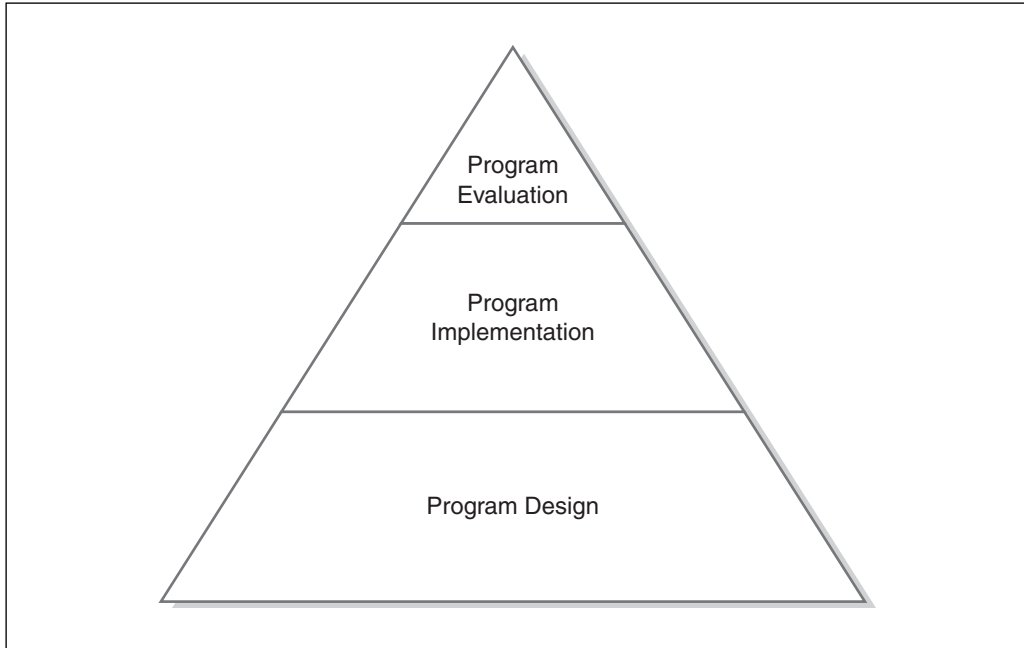 Program
Evaluation
Program
Implementation
Program Design